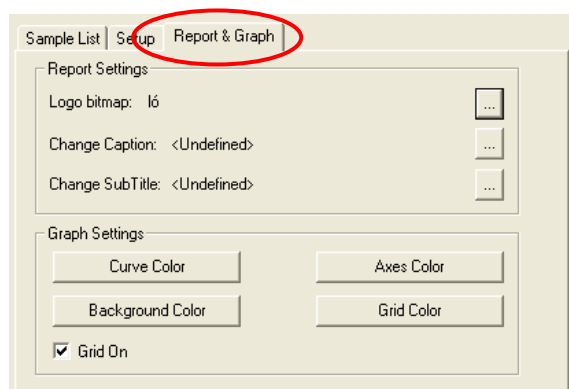 Sample List Setup Report & Graph
Report Settings
Logo bitmap: ló ...
Change Caption: <Undefined> ...
Change SubTitle: <Undefined> ...
Graph Settings
Curve Color Axes Color
Background Color Grid Color
Grid On